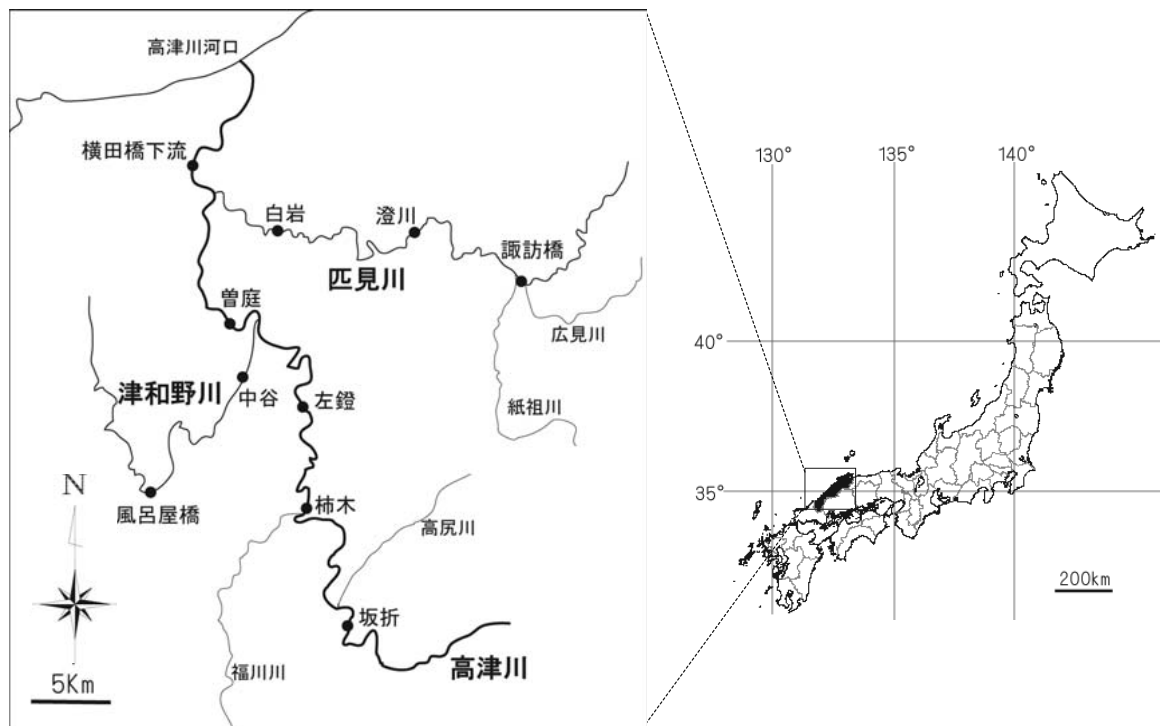 高津川河口
横田橋下流
白岩
澄川
諏訪橋
匹見川
曽庭
広見川
津和野川
中谷
左鐙
紙祖川
N
風呂屋橋
柿木
高尻川
坂折
福川川
高津川
5Km
130°
135°
140°
40°
35°
200km